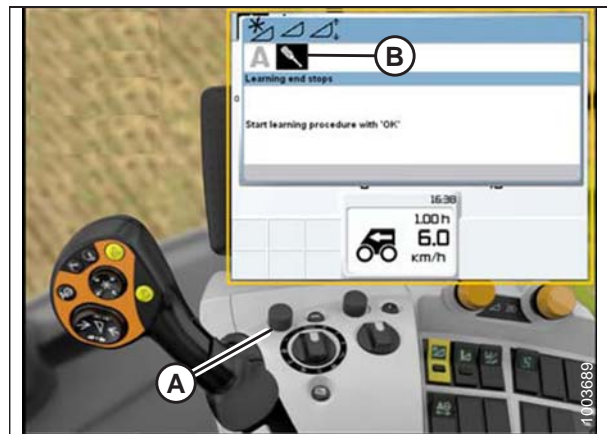 A
B
Learning end stops
Start learning procedure with "OK"
16:38
1.00 h
6.0
km/h
A
1003689